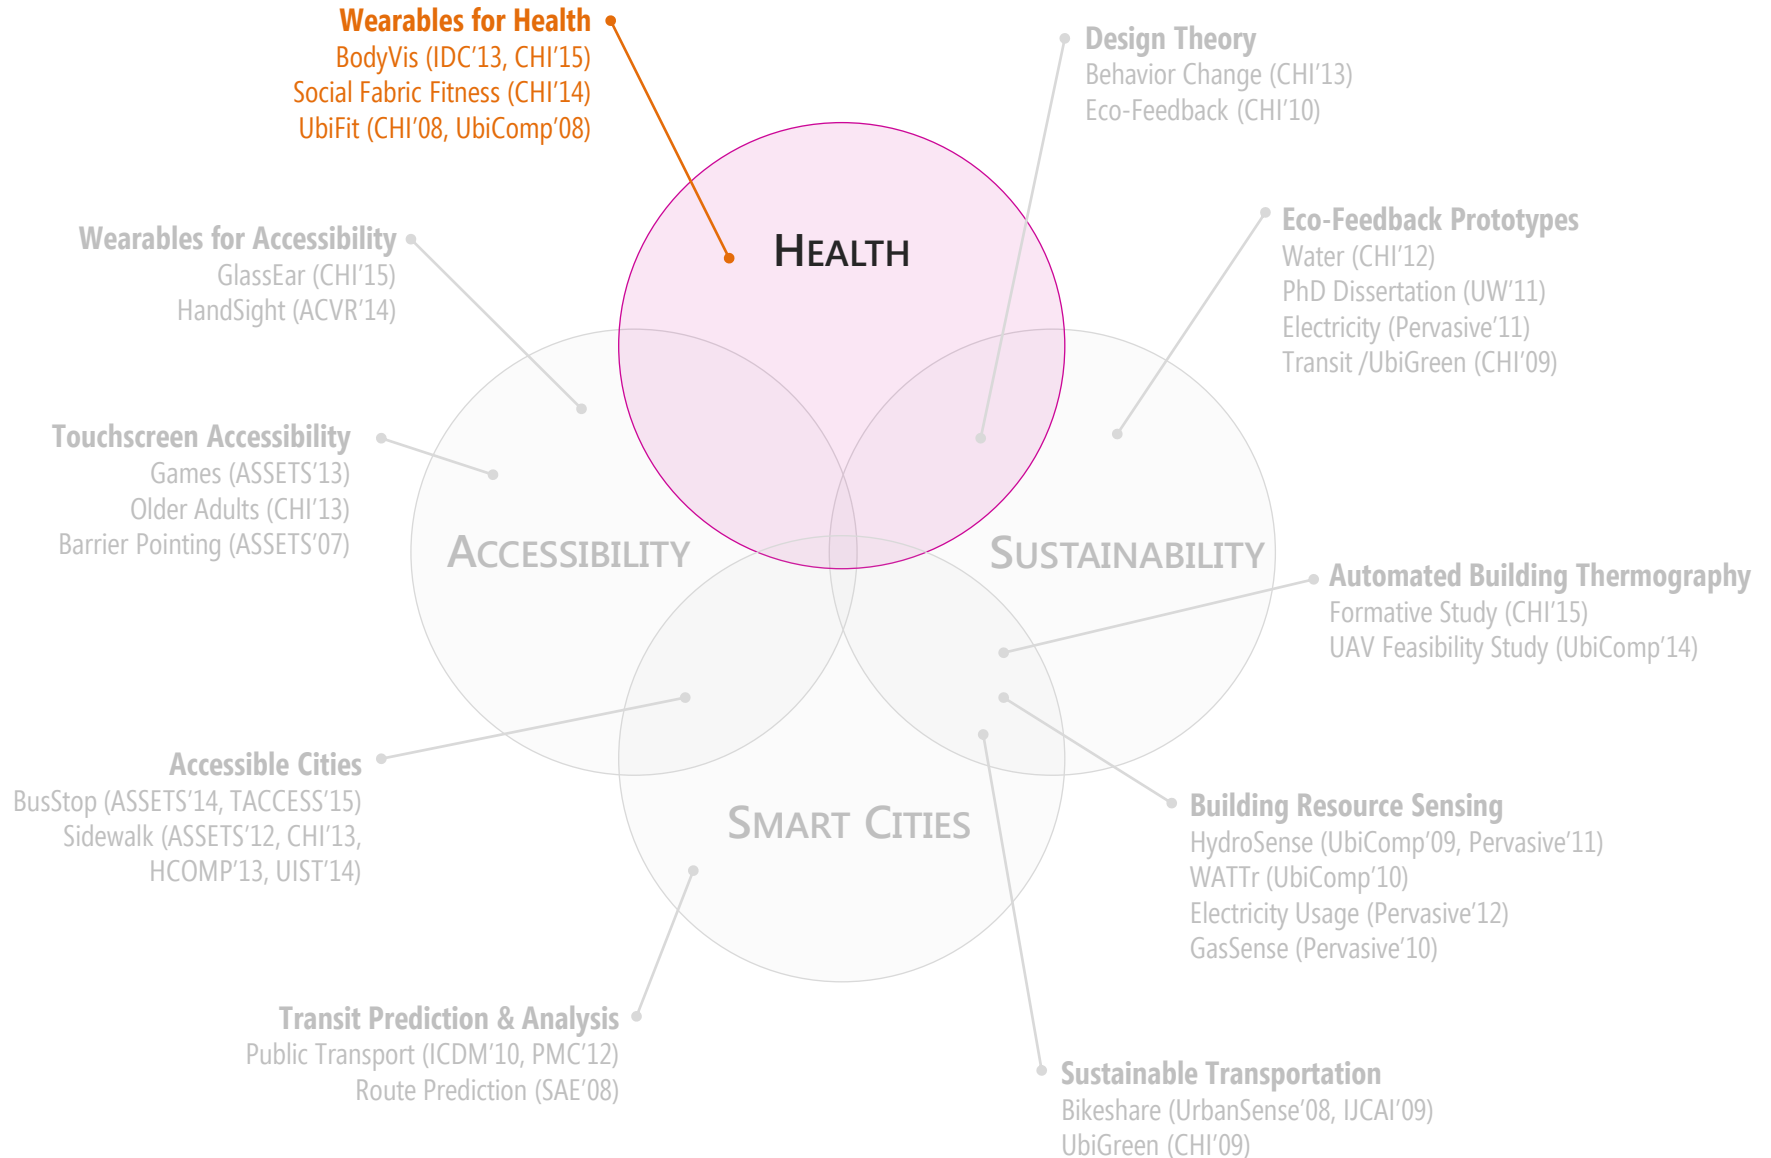 Wearables for Health
BodyVis (IDC'13, CHI'15)
Social Fabric Fitness (CHI'14)
UbiFit (CHI'08, UbiComp'08)
Design Theory
Behavior Change (CHI'13)
Eco-Feedback (CHI'10)
Wearables for Accessibility
GlassEar (CHI'15)
HandSight (ACVR'14)
HEALTH
Eco-Feedback Prototypes
Water (CHI'12)
PhD Dissertation (UW'11)
Electricity (Pervasive'11)
Transit /UbiGreen (CHI'09)
Touchscreen Accessibility
Games (ASSETS'13)
Older Adults (CHI'13)
Barrier Pointing (ASSETS'07)
ACCESSIBILITY
SUSTAINABILITY
Automated Building Thermography
Formative Study (CHI'15)
UAV Feasibility Study (UbiComp'14)
Accessible Cities
BusStop (ASSETS'14, TACCESS'15)
Sidewalk (ASSETS'12, CHI'13,
HCOMP'13, UIST'14)
SMART CITIES
Building Resource Sensing
HydroSense (UbiComp'09, Pervasive'11)
WATTr (UbiComp'10)
Electricity Usage (Pervasive'12)
GasSense (Pervasive'10)
Transit Prediction & Analysis
Public Transport (ICDM'10, PMC'12)
Route Prediction (SAE'08)
Sustainable Transportation
Bikeshare (UrbanSense'08, IJCAI'09)
UbiGreen (CHI'09)